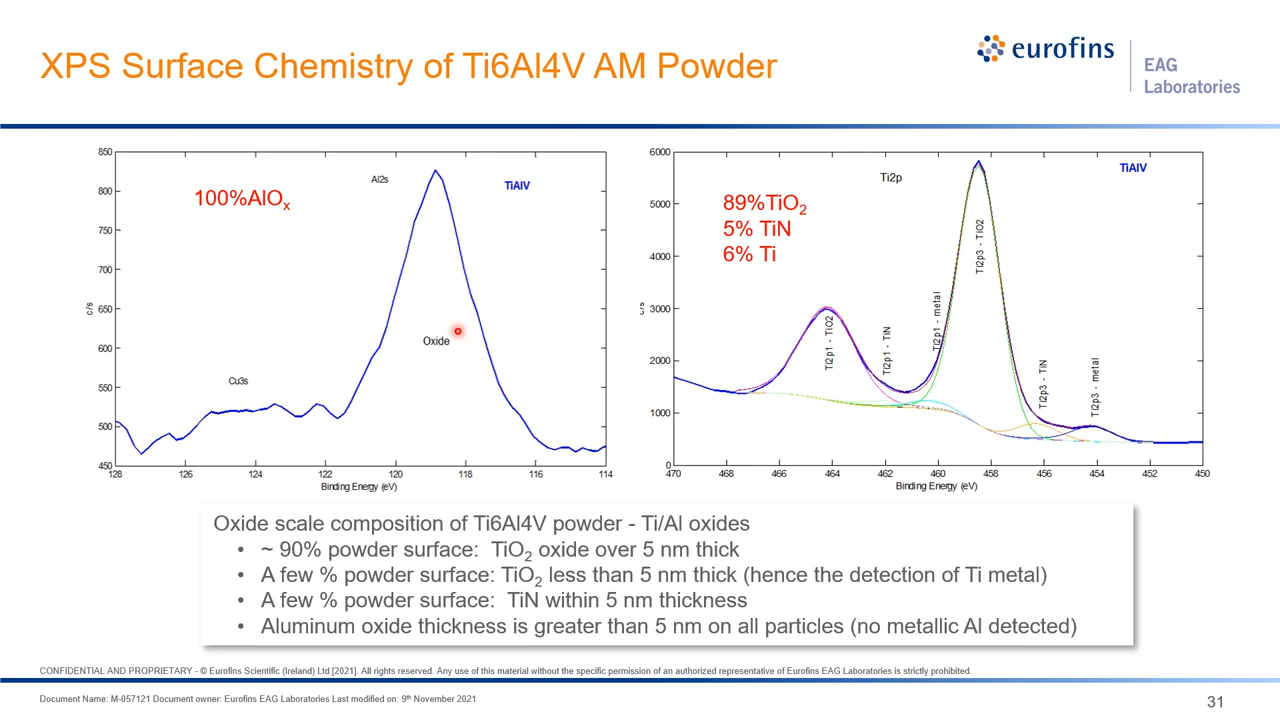 XPS Surface Chemistry of Ti6Al4V AM Powder
eurofins
EAG
Laboratories
850
800
750
700
650
600
550
500
450
c/s
100%AlOₓ
Al2s
TiAlV
Oxide
Cu3s
128 126 124 122 120 118 116 114
Binding Energy (eV)
6000
5000
4000
3000
2000
1000
0
c/s
Ti2p
TiAlV
89%TiO₂
5% TiN
6% Ti
Ti2p1 - TiO2
Ti2p1 - TiN
Ti2p1 - metal
Ti2p3 - TiO2
Ti2p3 - TiN
Ti2p3 - metal
470 468 466 464 462 460 458 456 454 452 450
Binding Energy (eV)
Oxide scale composition of Ti6Al4V powder - Ti/Al oxides
• ~ 90% powder surface: TiO₂ oxide over 5 nm thick
• A few % powder surface: TiO₂ less than 5 nm thick (hence the detection of Ti metal)
• A few % powder surface: TiN within 5 nm thickness
• Aluminum oxide thickness is greater than 5 nm on all particles (no metallic Al detected)
CONFIDENTIAL AND PROPRIETARY - © Eurofins Scientific (Ireland) Ltd [2021]. All rights reserved. Any use of this material without the specific permission of an authorized representative of Eurofins EAG Laboratories is strictly prohibited.
Document Name: M-057121 Document owner: Eurofins EAG Laboratories Last modified on: 9th November 2021
31